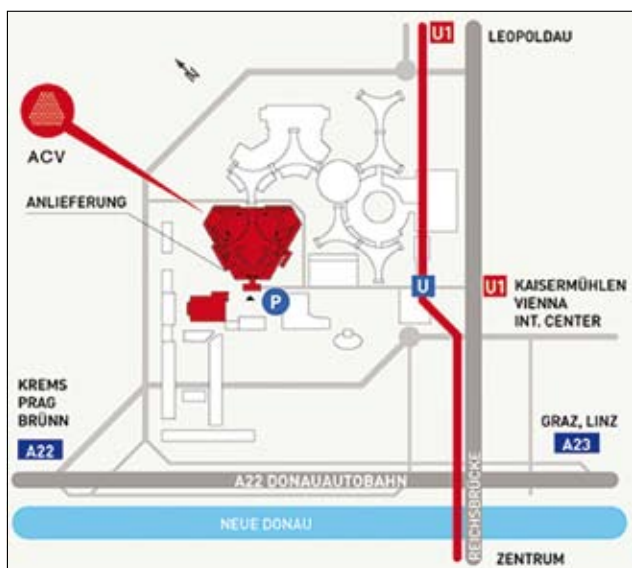 U1
LEOPOLDAU
N
ACV
ANLIEFERUNG
P
U
U1
KAISERMÜHLEN
VIENNA
INT. CENTER
KREMS
PRAG
BRÜNN
A22
GRAZ, LINZ
A23
A22 DONAUAUTOBAHN
NEUE DONAU
REICHSBRÜCKE
ZENTRUM